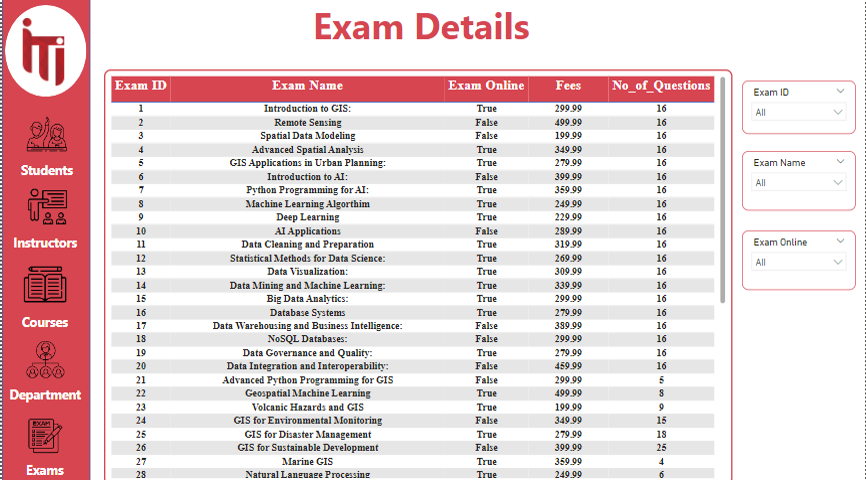 iTi
Exam Details
Students
Instructors
Courses
Department
EXAM
Exams
Exam ID Exam Name Exam Online Fees No_of_Questions
1 Introduction to GIS: True 299.99 16
2 Remote Sensing False 499.99 16
3 Spatial Data Modeling False 199.99 16
4 Advanced Spatial Analysis True 349.99 16
5 GIS Applications in Urban Planning: True 279.99 16
6 Introduction to AI: False 399.99 16
7 Python Programming for AI: True 359.99 16
8 Machine Learning Algorthim True 249.99 16
9 Deep Learning True 229.99 16
10 AI Applications False 289.99 16
11 Data Cleaning and Preparation True 319.99 16
12 Statistical Methods for Data Science: True 269.99 16
13 Data Visualization: True 309.99 16
14 Data Mining and Machine Learning: True 339.99 16
15 Big Data Analytics: True 299.99 16
16 Database Systems True 279.99 16
17 Data Warehousing and Business Intelligence: False 389.99 16
18 NoSQL Databases: False 299.99 16
19 Data Governance and Quality: True 279.99 16
20 Data Integration and Interoperability: False 459.99 16
21 Advanced Python Programming for GIS False 299.99 5
22 Geospatial Machine Learning True 499.99 8
23 Volcanic Hazards and GIS True 199.99 9
24 GIS for Environmental Monitoring False 349.99 15
25 GIS for Disaster Management True 279.99 18
26 GIS for Sustainable Development False 399.99 25
27 Marine GIS True 359.99 4
28 Natural Language Processing True 249.99 6
Exam ID
All
Exam Name
All
Exam Online
All